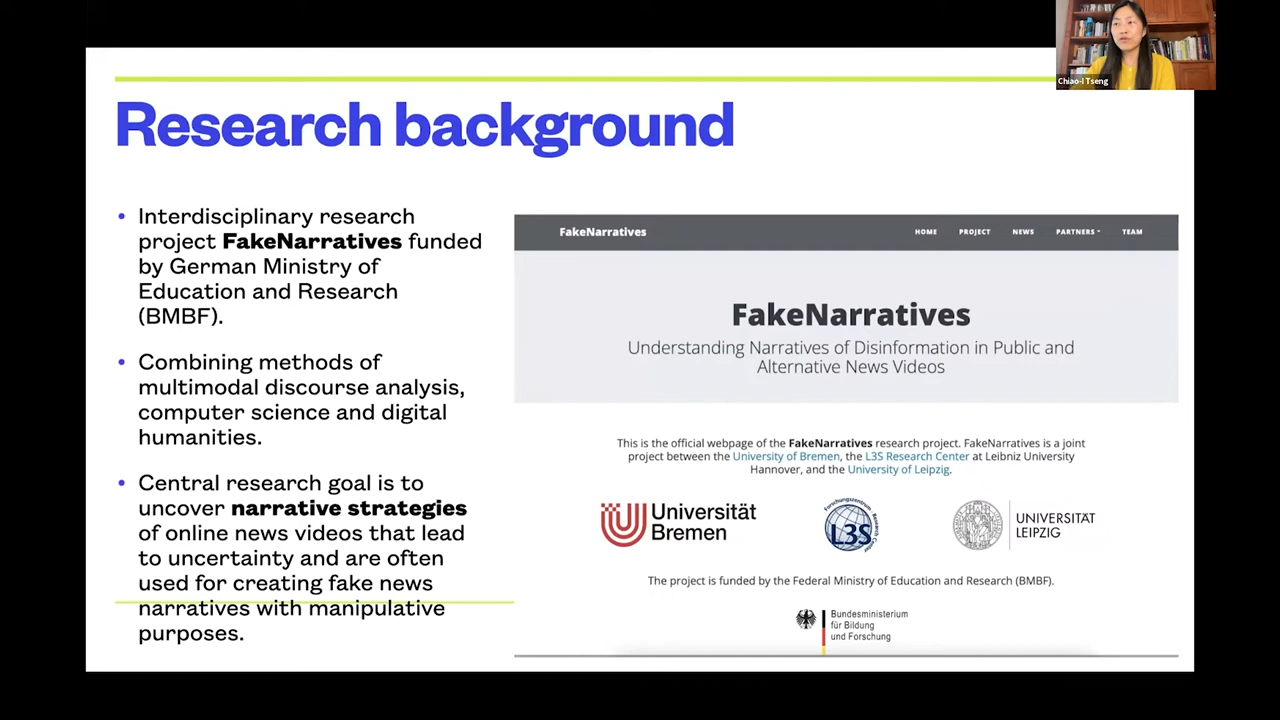 Chiao-I Tseng
Research background
• Interdisciplinary research
project FakeNarratives funded
by German Ministry of
Education and Research
(BMBF).
• Combining methods of
multimodal discourse analysis,
computer science and digital
humanities.
• Central research goal is to
uncover narrative strategies
of online news videos that lead
to uncertainty and are often
used for creating fake news
narratives with manipulative
purposes.
FakeNarratives
HOME PROJECT NEWS PARTNERS TEAM
FakeNarratives
Understanding Narratives of Disinformation in Public and
Alternative News Videos
This is the official webpage of the FakeNarratives research project. FakeNarratives is a joint
project between the University of Bremen, the L3S Research Center at Leibniz University
Hannover, and the University of Leipzig.
Universität
Bremen
Forschungszentrum
L3S
Research Center
UNIVERSITÄT
LEIPZIG
The project is funded by the Federal Ministry of Education and Research (BMBF).
Bundesministerium
für Bildung
und Forschung